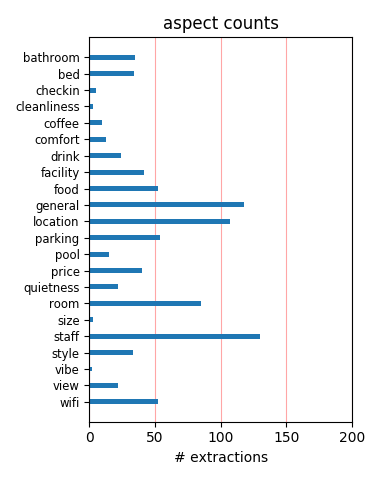 aspect counts
bathroom
bed
checkin
cleanliness
coffee
comfort
drink
facility
food
general
location
parking
pool
price
quietness
room
size
staff
style
vibe
view
wifi
0 50 100 150 200
# extractions